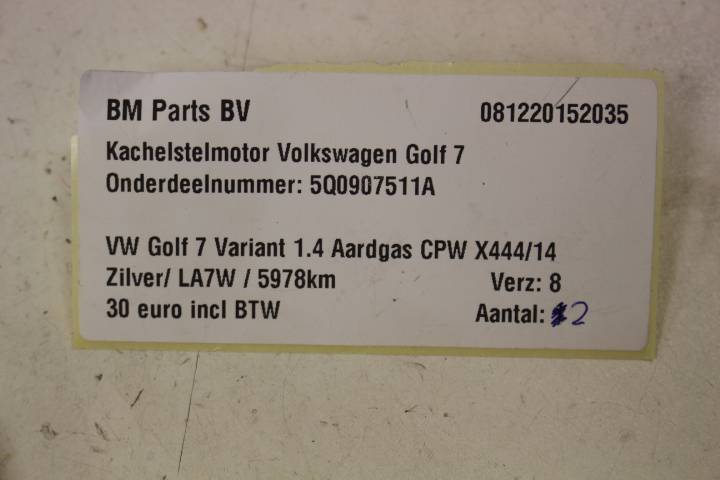 BM Parts BV 081220152035
Kachelstelmotor Volkswagen Golf 7
Onderdeelnummer: 5Q0907511A
VW Golf 7 Variant 1.4 Aardgas CPW X444/14
Zilver/ LA7W / 5978km Verz: 8
30 euro incl BTW Aantal: 2